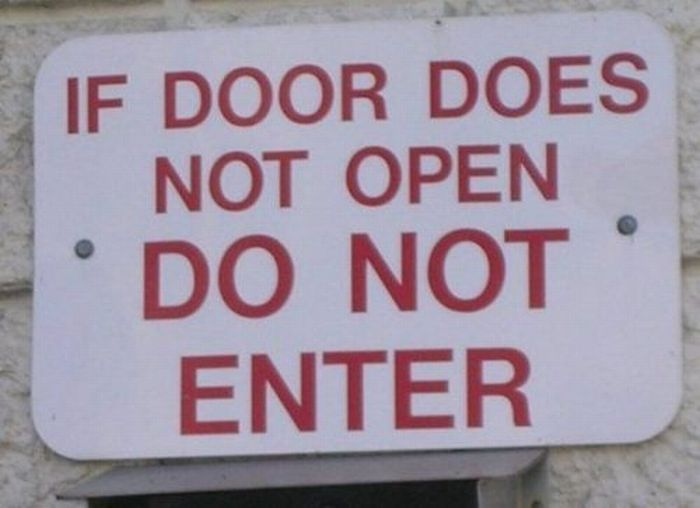 IF DOOR DOES
NOT OPEN
DO NOT
ENTER